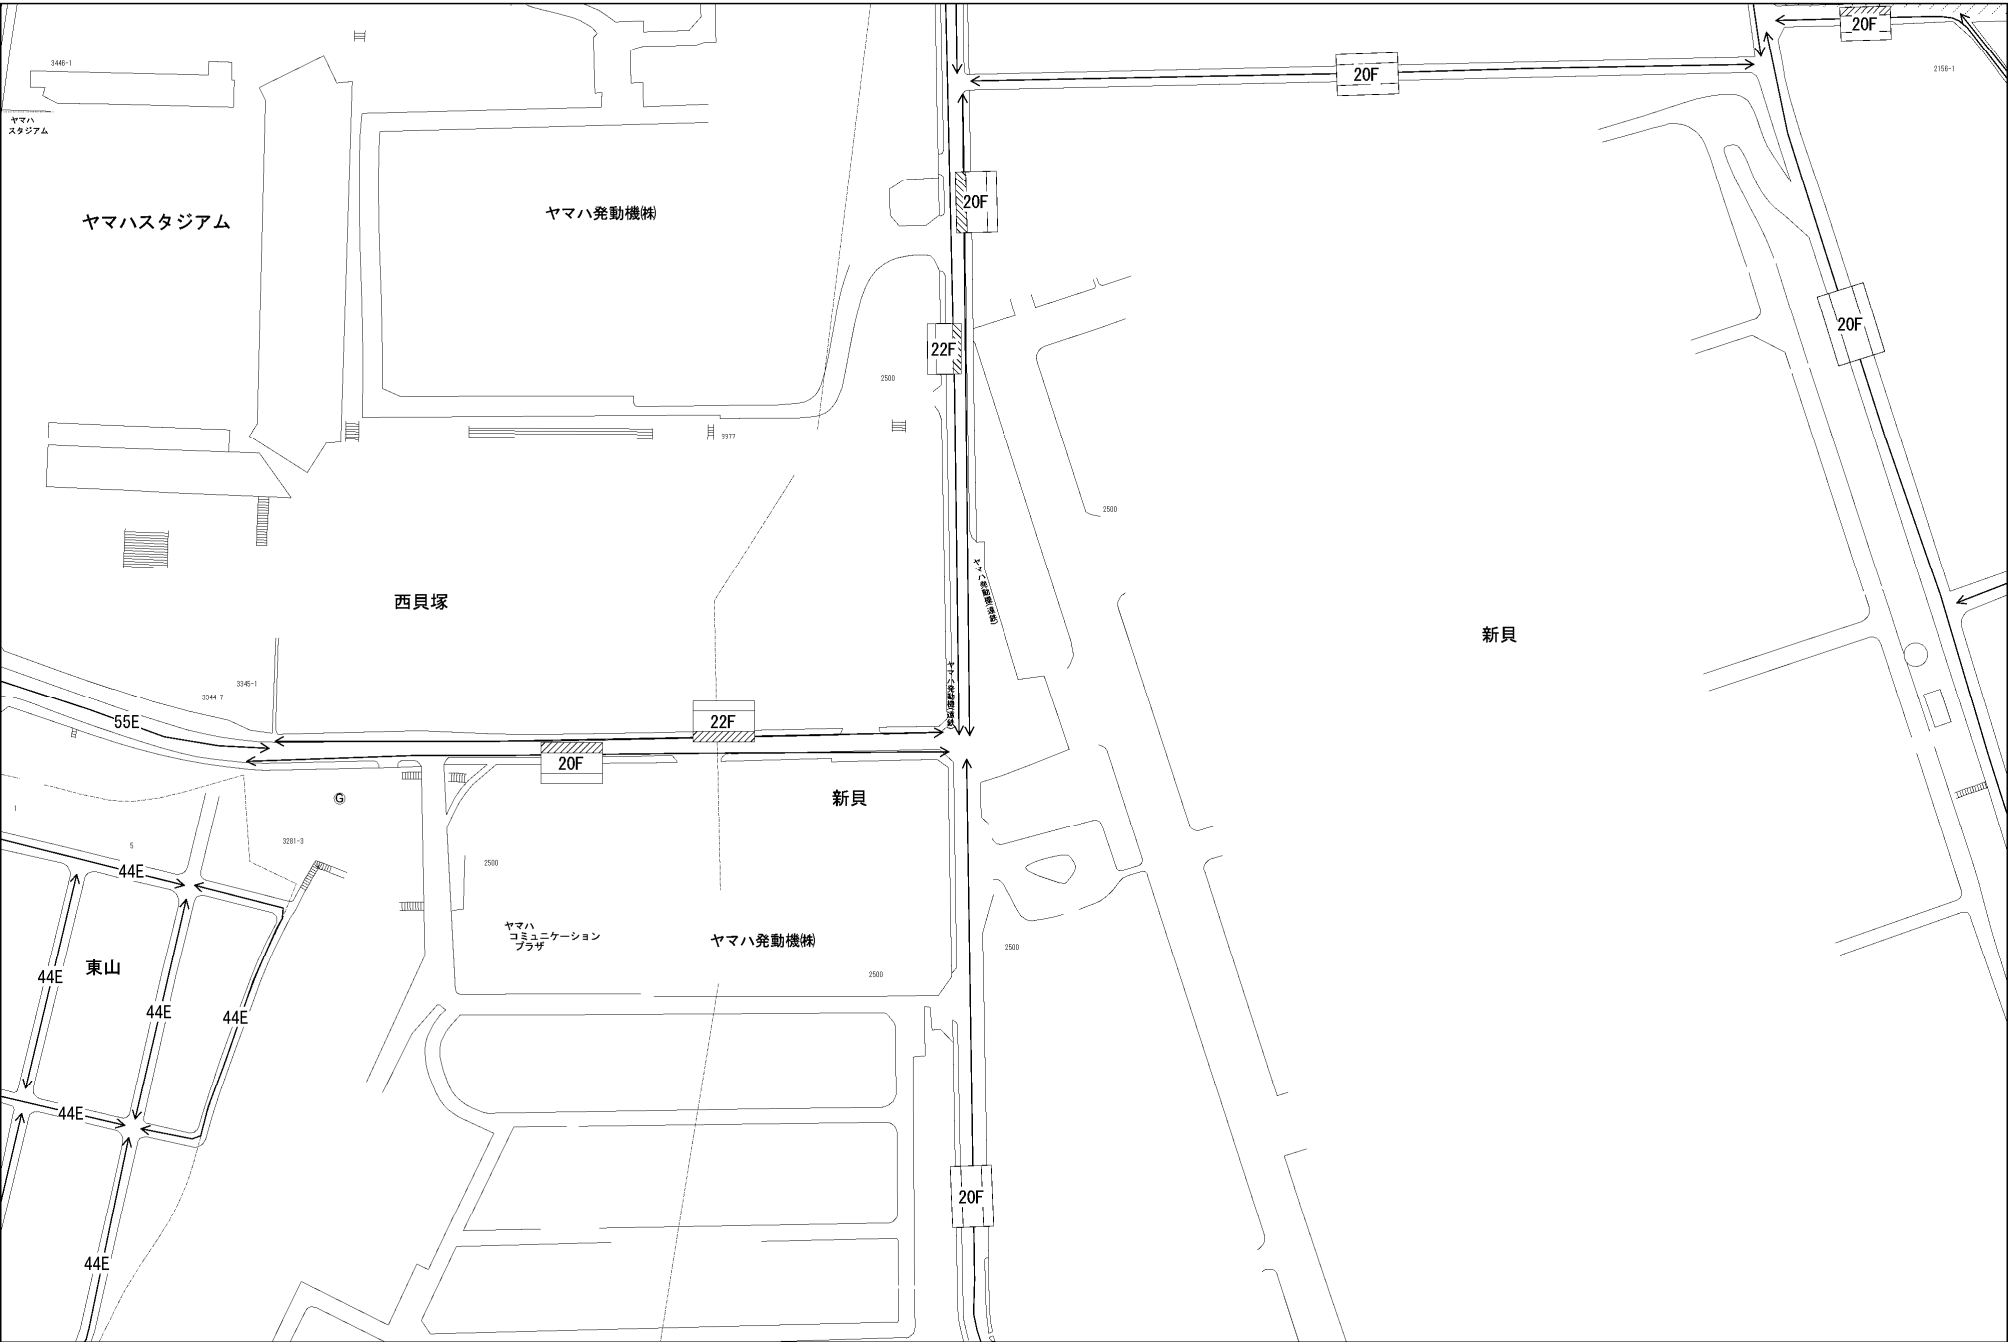 20F
3446-1
20F
2156-1
ヤマハ
スタジアム
20F
ヤマハスタジアム
ヤマハ発動機㈱
20F
22F
2500
9977
2500
西貝塚
新貝
3345-1
3344-7
55E
22F
20F
新貝
G
1
5
3281-3
2500
44E
ヤマハ
コミュニケーション
プラザ
ヤマハ発動機㈱
2500
2500
東山
44E
44E
44E
44E
20F
44E